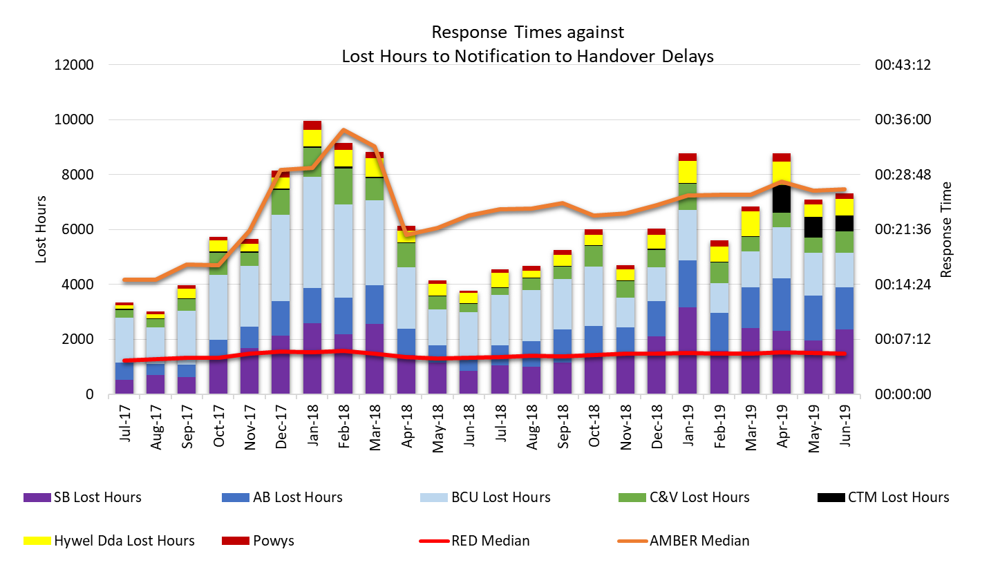 Response Times against
Lost Hours to Notification to Handover Delays
12000
10000
8000
6000
4000
2000
0
Lost Hours
00:43:12
00:36:00
00:28:48
00:21:36
00:14:24
00:07:12
00:00:00
Response Time
Jul-17
Aug-17
Sep-17
Oct-17
Nov-17
Dec-17
Jan-18
Feb-18
Mar-18
Apr-18
May-18
Jun-18
Jul-18
Aug-18
Sep-18
Oct-18
Nov-18
Dec-18
Jan-19
Feb-19
Mar-19
Apr-19
May-19
Jun-19
SB Lost Hours
AB Lost Hours
BCU Lost Hours
C&V Lost Hours
CTM Lost Hours
Hywel Dda Lost Hours
Powys
RED Median
AMBER Median